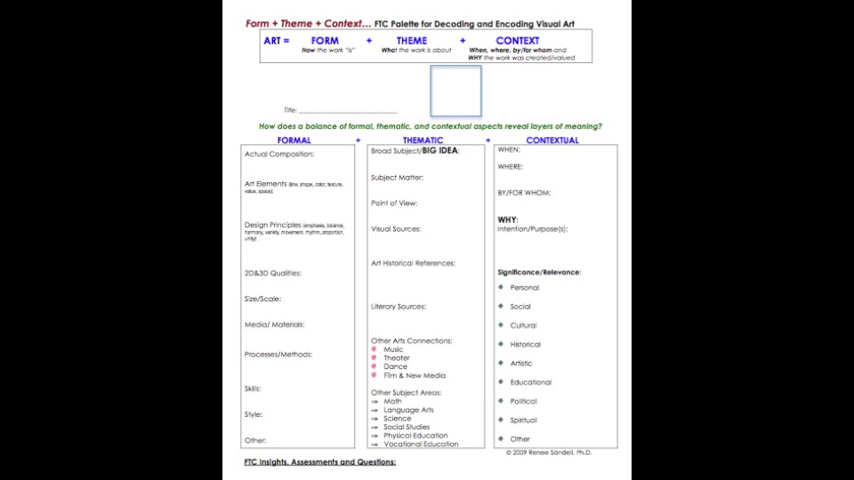 Form + Theme + Context... FTC Palette for Decoding and Encoding Visual Art
ART = FORM + THEME + CONTEXT
How the work "is"
What the work is about
When, where, by/for whom and
WHY the work was created/valued
Title: ____________________
How does a balance of formal, thematic, and contextual aspects reveal layers of meaning?
FORMAL + THEMATIC + CONTEXTUAL
Actual Composition:
Art Elements (line, shape, color, texture,
value, space):
Design Principles (emphasis, balance,
harmony, variety, movement, rhythm, proportion,
unity):
2D&3D Qualities:
Size/Scale:
Media/ Materials:
Processes/Methods:
Skills:
Style:
Other:
Broad Subject/BIG IDEA:
Subject Matter:
Point of View:
Visual Sources:
Art Historical References:
Literary Sources:
Other Arts Connections:
Music
Theater
Dance
Film & New Media
Other Subject Areas:
⇒ Math
⇒ Language Arts
⇒ Science
⇒ Social Studies
⇒ Physical Education
⇒ Vocational Education
WHEN:
WHERE:
BY/FOR WHOM:
WHY:
Intention/Purpose(s):
Significance/Relevance:
Personal
Social
Cultural
Historical
Artistic
Educational
Political
Spiritual
Other
© 2009 Renee Sandell, Ph.D.
FTC Insights, Assessments and Questions: